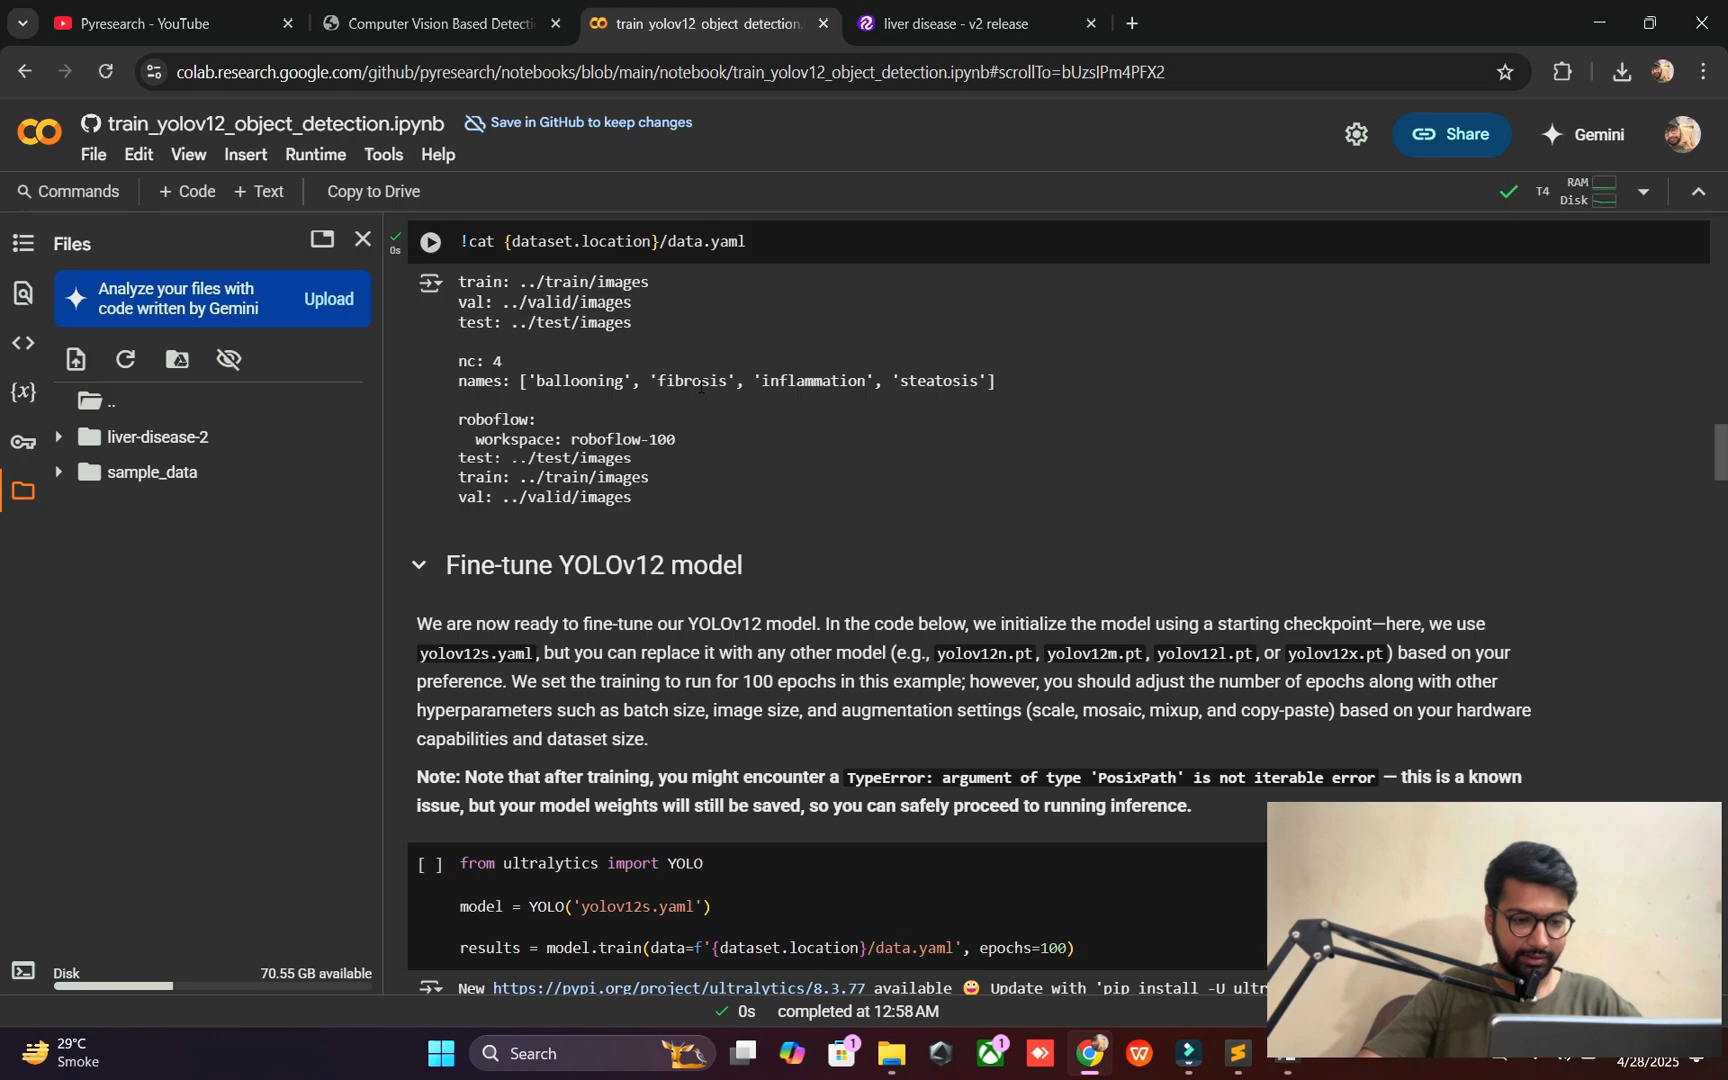 Pyresearch - YouTube
Computer Vision Based Detecti
train_yolov12_object_detection.
liver disease - v2 release
colab.research.google.com/github/pyresearch/notebooks/blob/main/notebook/train_yolov12_object_detection.ipynb#scrollTo=bUzsIPm4PFX2
CO
train_yolov12_object_detection.ipynb
Save in GitHub to keep changes
Share
Gemini
File Edit View Insert Runtime Tools Help
Commands
+ Code + Text
Copy to Drive
T4
RAM
Disk
Files
Analyze your files with
code written by Gemini
Upload
..
liver-disease-2
sample_data
Disk
70.55 GB available
0s
!cat {dataset.location}/data.yaml
train: ../train/images
val: ../valid/images
test: ../test/images
nc: 4
names: ['ballooning', 'fibrosis', 'inflammation', 'steatosis']
roboflow:
workspace: roboflow-100
test: ../test/images
train: ../train/images
val: ../valid/images
Fine-tune YOLOv12 model
We are now ready to fine-tune our YOLOv12 model. In the code below, we initialize the model using a starting checkpoint—here, we use
yolov12s.yaml, but you can replace it with any other model (e.g., yolov12n.pt, yolov12m.pt, yolov12l.pt, or yolov12x.pt) based on your
preference. We set the training to run for 100 epochs in this example; however, you should adjust the number of epochs along with other
hyperparameters such as batch size, image size, and augmentation settings (scale, mosaic, mixup, and copy-paste) based on your hardware
capabilities and dataset size.
Note: Note that after training, you might encounter a TypeError: argument of type 'PosixPath' is not iterable error — this is a known
issue, but your model weights will still be saved, so you can safely proceed to running inference.
[ ]
from ultralytics import YOLO
model = YOLO('yolov12s.yaml')
results = model.train(data=f'{dataset.location}/data.yaml', epochs=100)
New https://pypi.org/project/ultralytics/8.3.77 available 😃 Update with 'pip install -U ultr
0s completed at 12:58 AM
29°C
Smoke
Search
1
1
4/28/2025